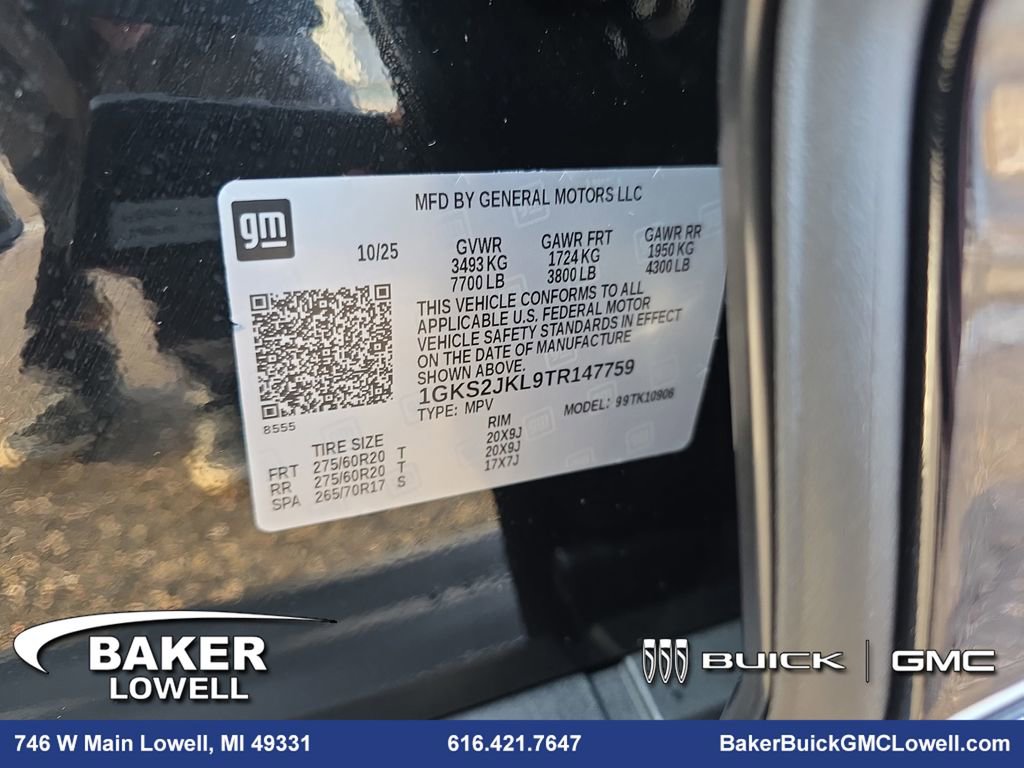 gm
MFD BY GENERAL MOTORS LLC
10/25
GVWR GAWR FRT GAWR RR
3493 KG 1724 KG 1950 KG
7700 LB 3800 LB 4300 LB
THIS VEHICLE CONFORMS TO ALL
APPLICABLE U.S. FEDERAL MOTOR
VEHICLE SAFETY STANDARDS IN EFFECT
ON THE DATE OF MANUFACTURE
SHOWN ABOVE.
1GKS2JKL9TR147759
TYPE: MPV MODEL: 99TK10906
8555
TIRE SIZE RIM
FRT 275/60R20 T 20X9J
RR 275/60R20 T 20X9J
SPA 265/70R17 S 17X7J
BAKER
LOWELL
BUICK GMC
746 W Main Lowell, MI 49331 616.421.7647 BakerBuickGMCLowell.com